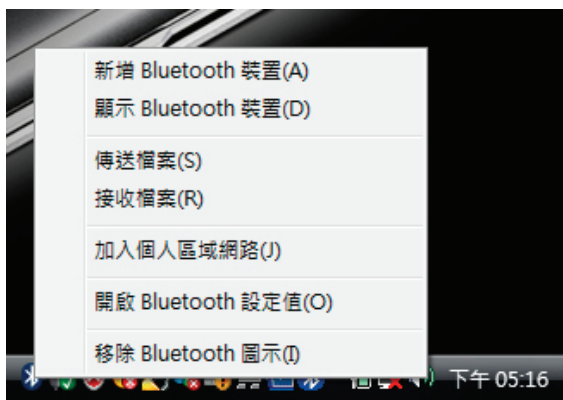 新增 Bluetooth 裝置(A)
顯示 Bluetooth 裝置(D)
傳送檔案(S)
接收檔案(R)
加入個人區域網路(J)
開啟 Bluetooth 設定值(O)
移除 Bluetooth 圖示(I)
下午 05:16